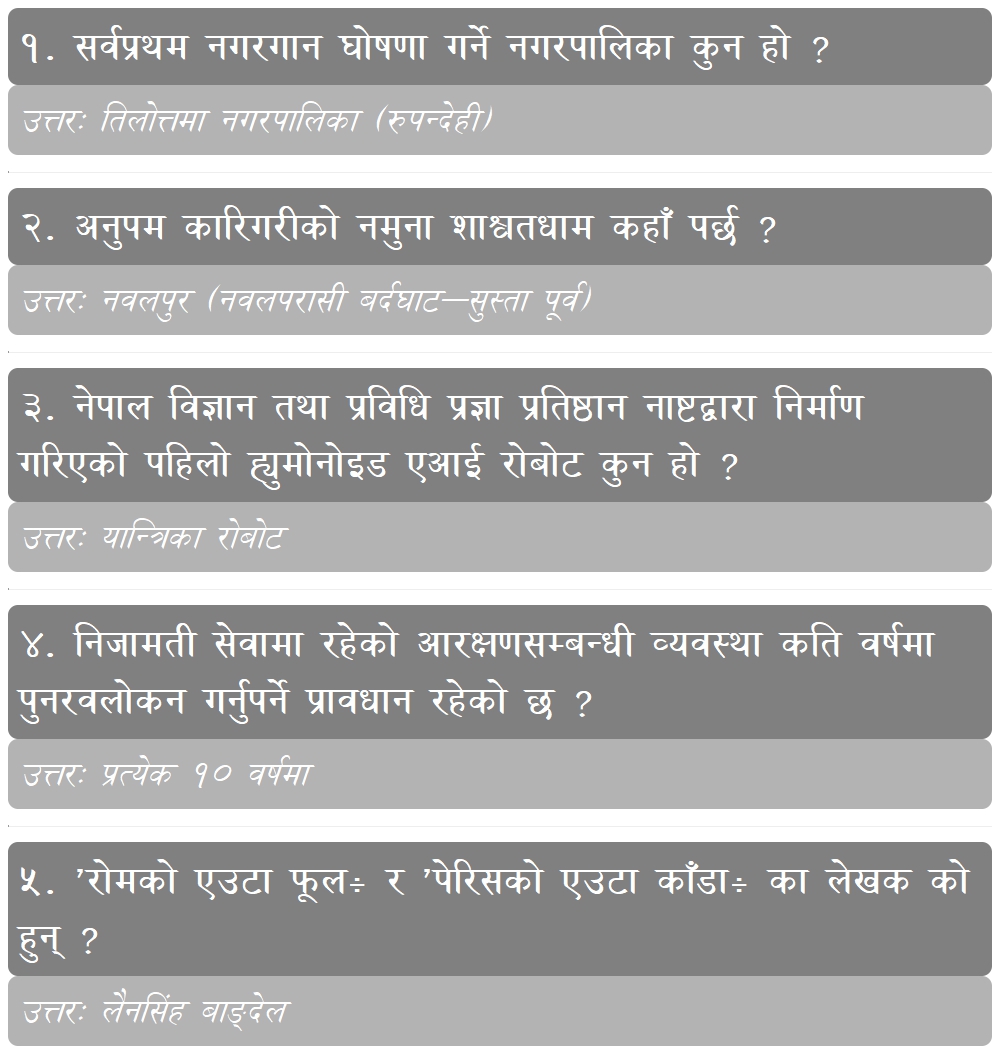 १. सर्वप्रथम नगरगान घोषणा गर्ने नगरपालिका कुन हो ?
उत्तर: तिलोत्तमा नगरपालिका (रुपन्देही)
२. अनुपम कारिगरीको नमुना शाश्वतधाम कहाँ पर्छ ?
उत्तर: नवलपुर (नवलपरासी बर्दघाट—सुस्ता पूर्व)
३. नेपाल विज्ञान तथा प्रविधि प्रज्ञा प्रतिष्ठान नाष्टद्वारा निर्माण
गरिएको पहिलो ह्युमोनोइड एआई रोबोट कुन हो ?
उत्तर: यान्त्रिका रोबोट
४. निजामती सेवामा रहेको आरक्षणसम्बन्धी व्यवस्था कति वर्षमा
पुनरवलोकन गर्नुपर्ने प्रावधान रहेको छ ?
उत्तर: प्रत्येक १० वर्षमा
५. ’रोमको एउटा फूल÷ र ’पेरिसको एउटा काँडा÷ का लेखक को
हुन् ?
उत्तर: लैनसिंह बाङ्देल